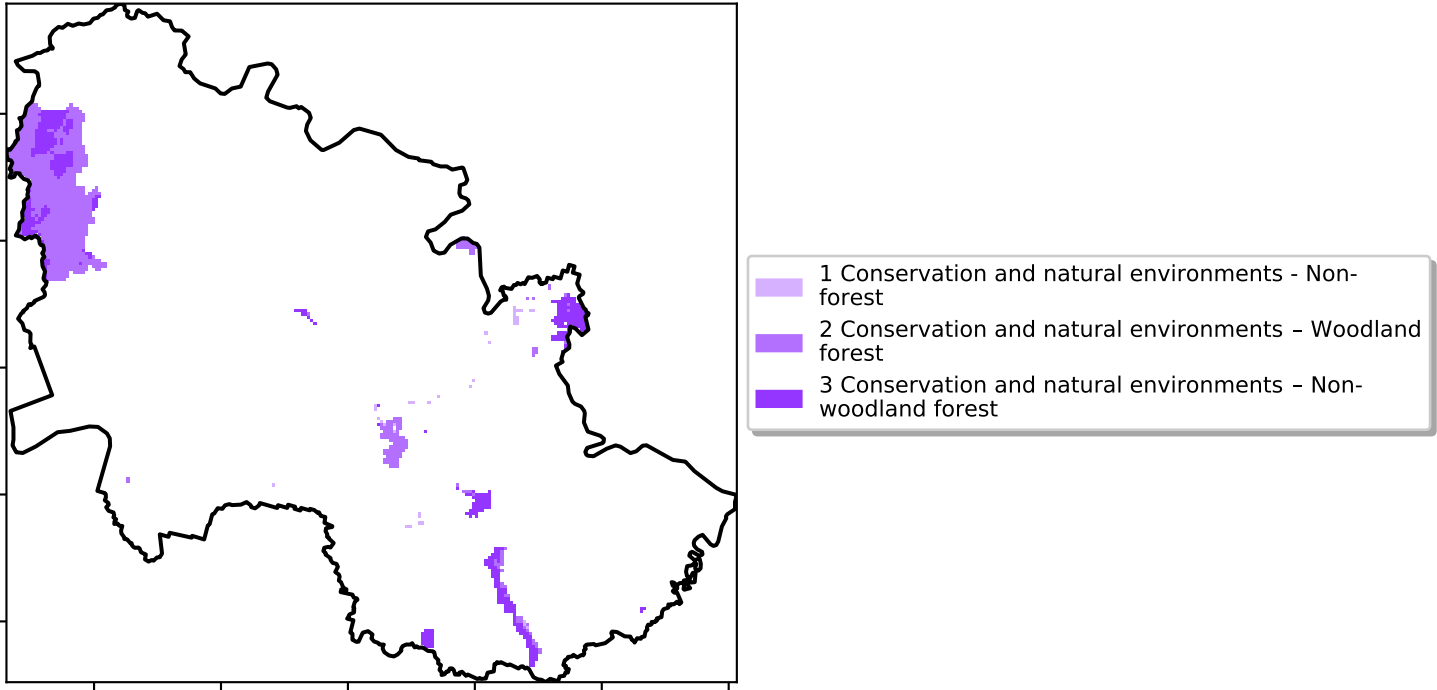 1 Conservation and natural environments - Non-
forest
2 Conservation and natural environments – Woodland
forest
3 Conservation and natural environments – Non-
woodland forest